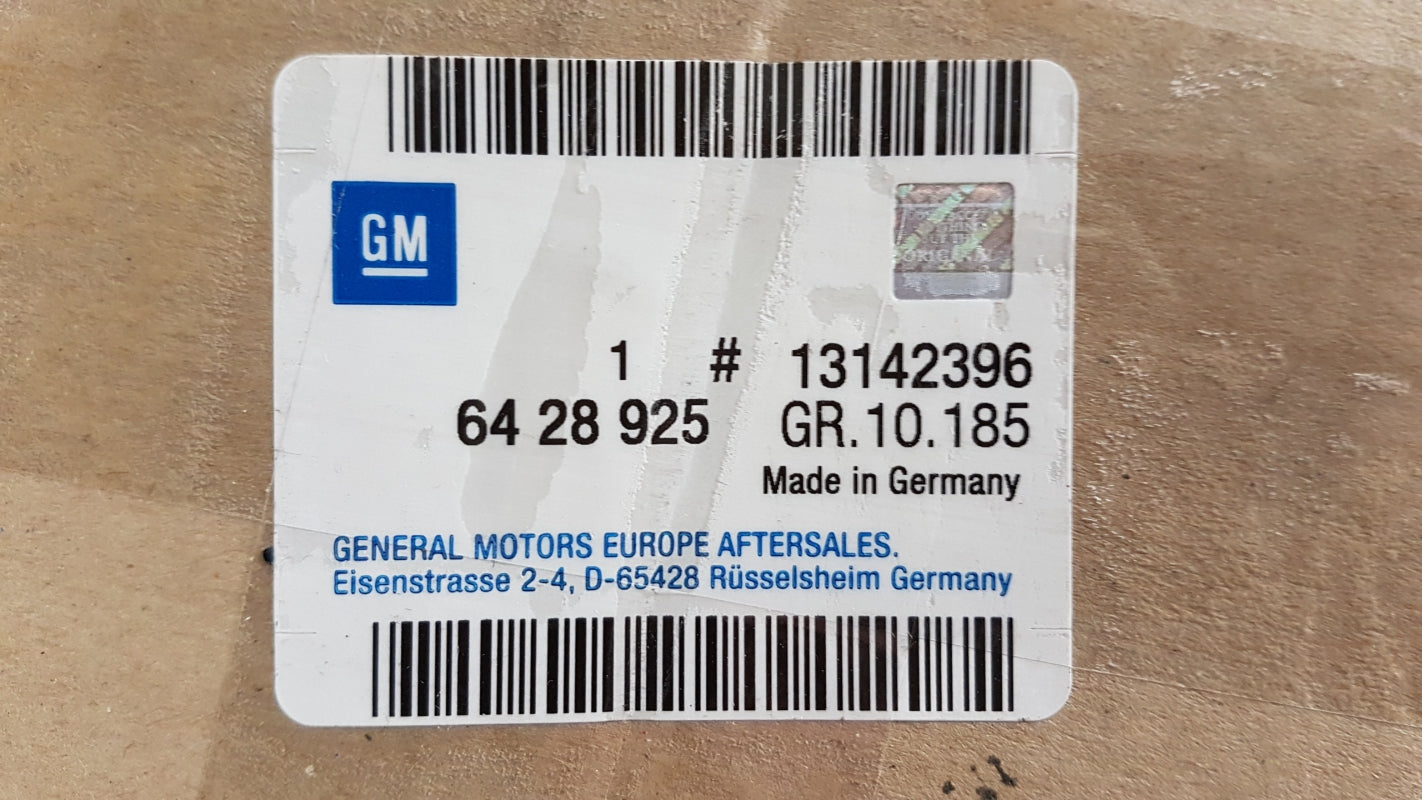 GM
ORIGINAL
1 # 13142396
64 28 925 GR.10.185
Made in Germany
GENERAL MOTORS EUROPE AFTERSALES.
Eisenstrasse 2-4, D-65428 Rüsselsheim Germany